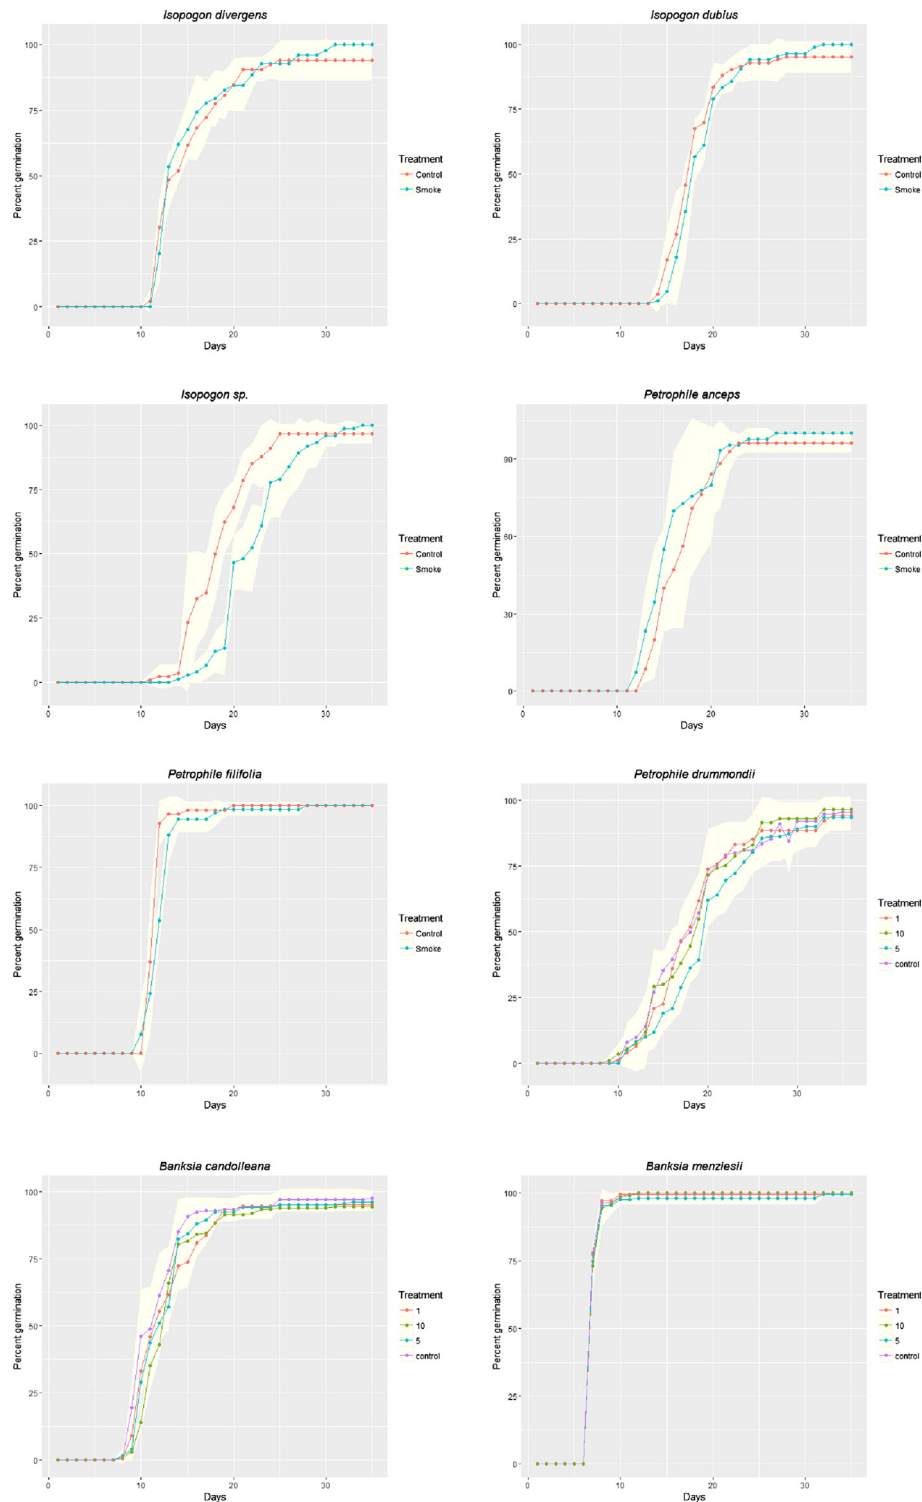 Isopogon divergens
Percent germination
100
75
50
25
0
0 10 20 30
Days
Treatment
Control
Smoke
Isopogon dubius
Percent germination
100
75
50
25
0
0 10 20 30
Days
Treatment
Control
Smoke
Isopogon sp.
Percent germination
100
75
50
25
0
0 10 20 30
Days
Treatment
Control
Smoke
Petrophile anceps
Percent germination
90
60
30
0
0 10 20 30
Days
Treatment
Control
Smoke
Petrophile filifolia
Percent germination
100
75
50
25
0
0 10 20 30
Days
Treatment
Control
Smoke
Petrophile drummondii
Percent germination
100
75
50
25
0
0 10 20 30
Days
Treatment
1
10
5
control
Banksia candolleana
Percent germination
100
75
50
25
0
0 10 20 30
Days
Treatment
1
10
5
control
Banksia menziesii
Percent germination
100
75
50
25
0
0 10 20 30
Days
Treatment
1
10
5
control